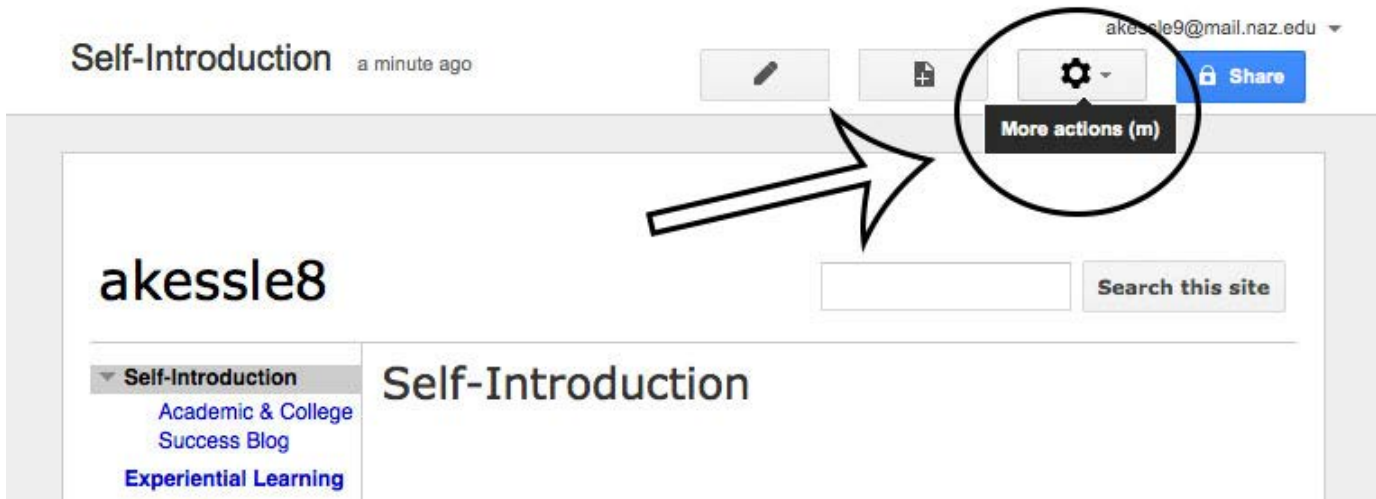 akessle9@mail.naz.edu
Self-Introduction a minute ago
Share
More actions (m)
akessle8
Search this site
Self-Introduction
Academic & College
Success Blog
Experiential Learning
Self-Introduction